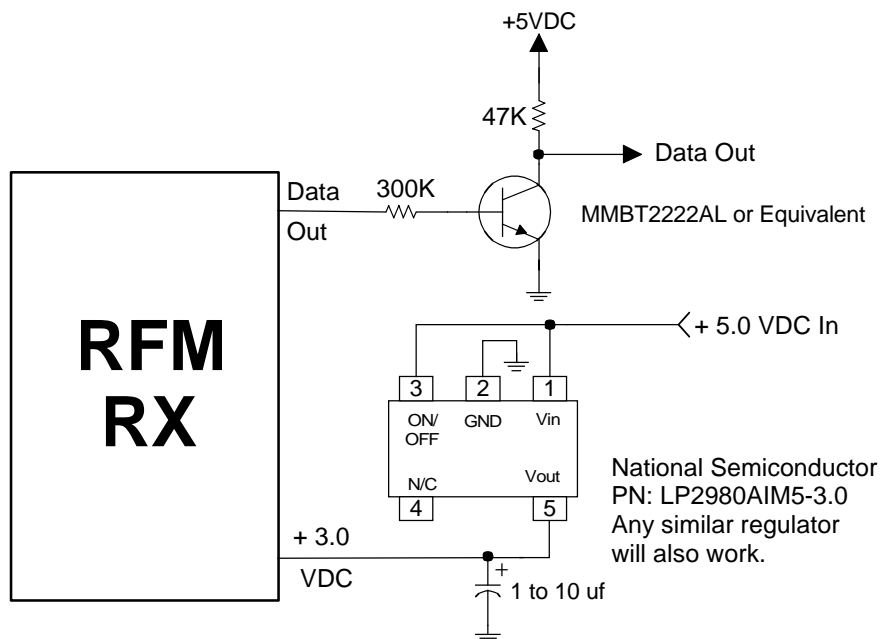 +5VDC
47K
Data Out
Data
Out
300K
MMBT2222AL or Equivalent
RFM
RX
+ 5.0 VDC In
3
2
1
ON/
OFF
GND
Vin
N/C
Vout
4
5
National Semiconductor
PN: LP2980AIM5-3.0
Any similar regulator
will also work.
+ 3.0
VDC
+
1 to 10 uf